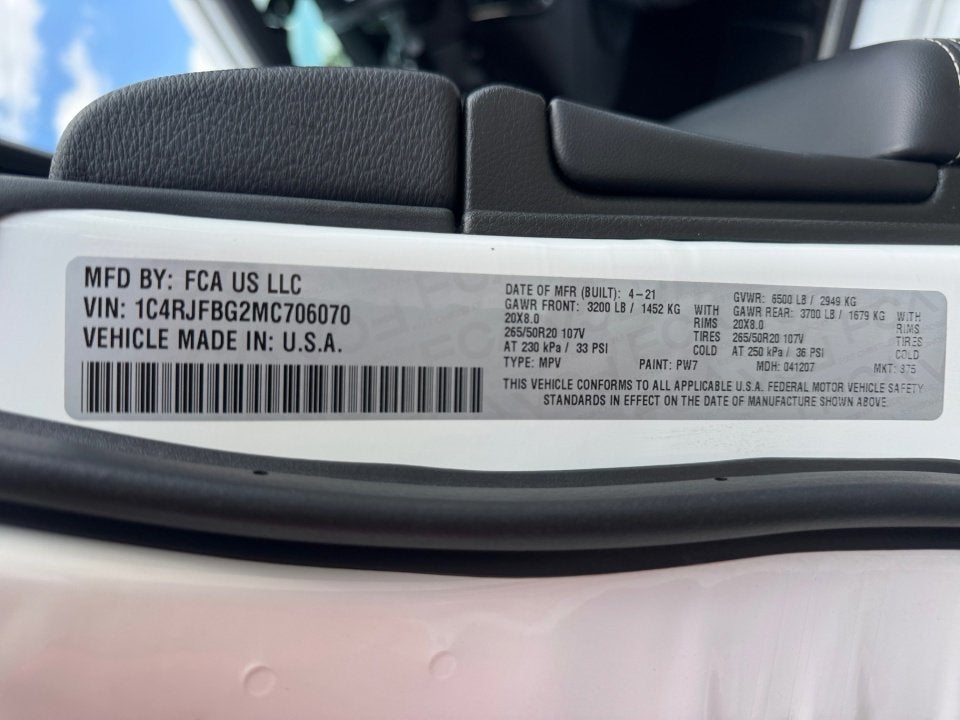 MFD BY: FCA US LLC
VIN: 1C4RJFBG2MC706070
VEHICLE MADE IN: U.S.A.
DATE OF MFR (BUILT): 4-21
GAWR FRONT: 3200 LB / 1452 KG WITH
20X8.0 RIMS
265/50R20 107V TIRES
AT 230 kPa / 33 PSI COLD
TYPE: MPV PAINT: PW7
GVWR: 6500 LB / 2949 KG
GAWR REAR: 3700 LB / 1679 KG WITH
20X8.0 RIMS
265/50R20 107V TIRES
AT 250 kPa / 36 PSI COLD
MDH: 041207 MKT: 375
THIS VEHICLE CONFORMS TO ALL APPLICABLE U.S.A. FEDERAL MOTOR VEHICLE SAFETY
STANDARDS IN EFFECT ON THE DATE OF MANUFACTURE SHOWN ABOVE.